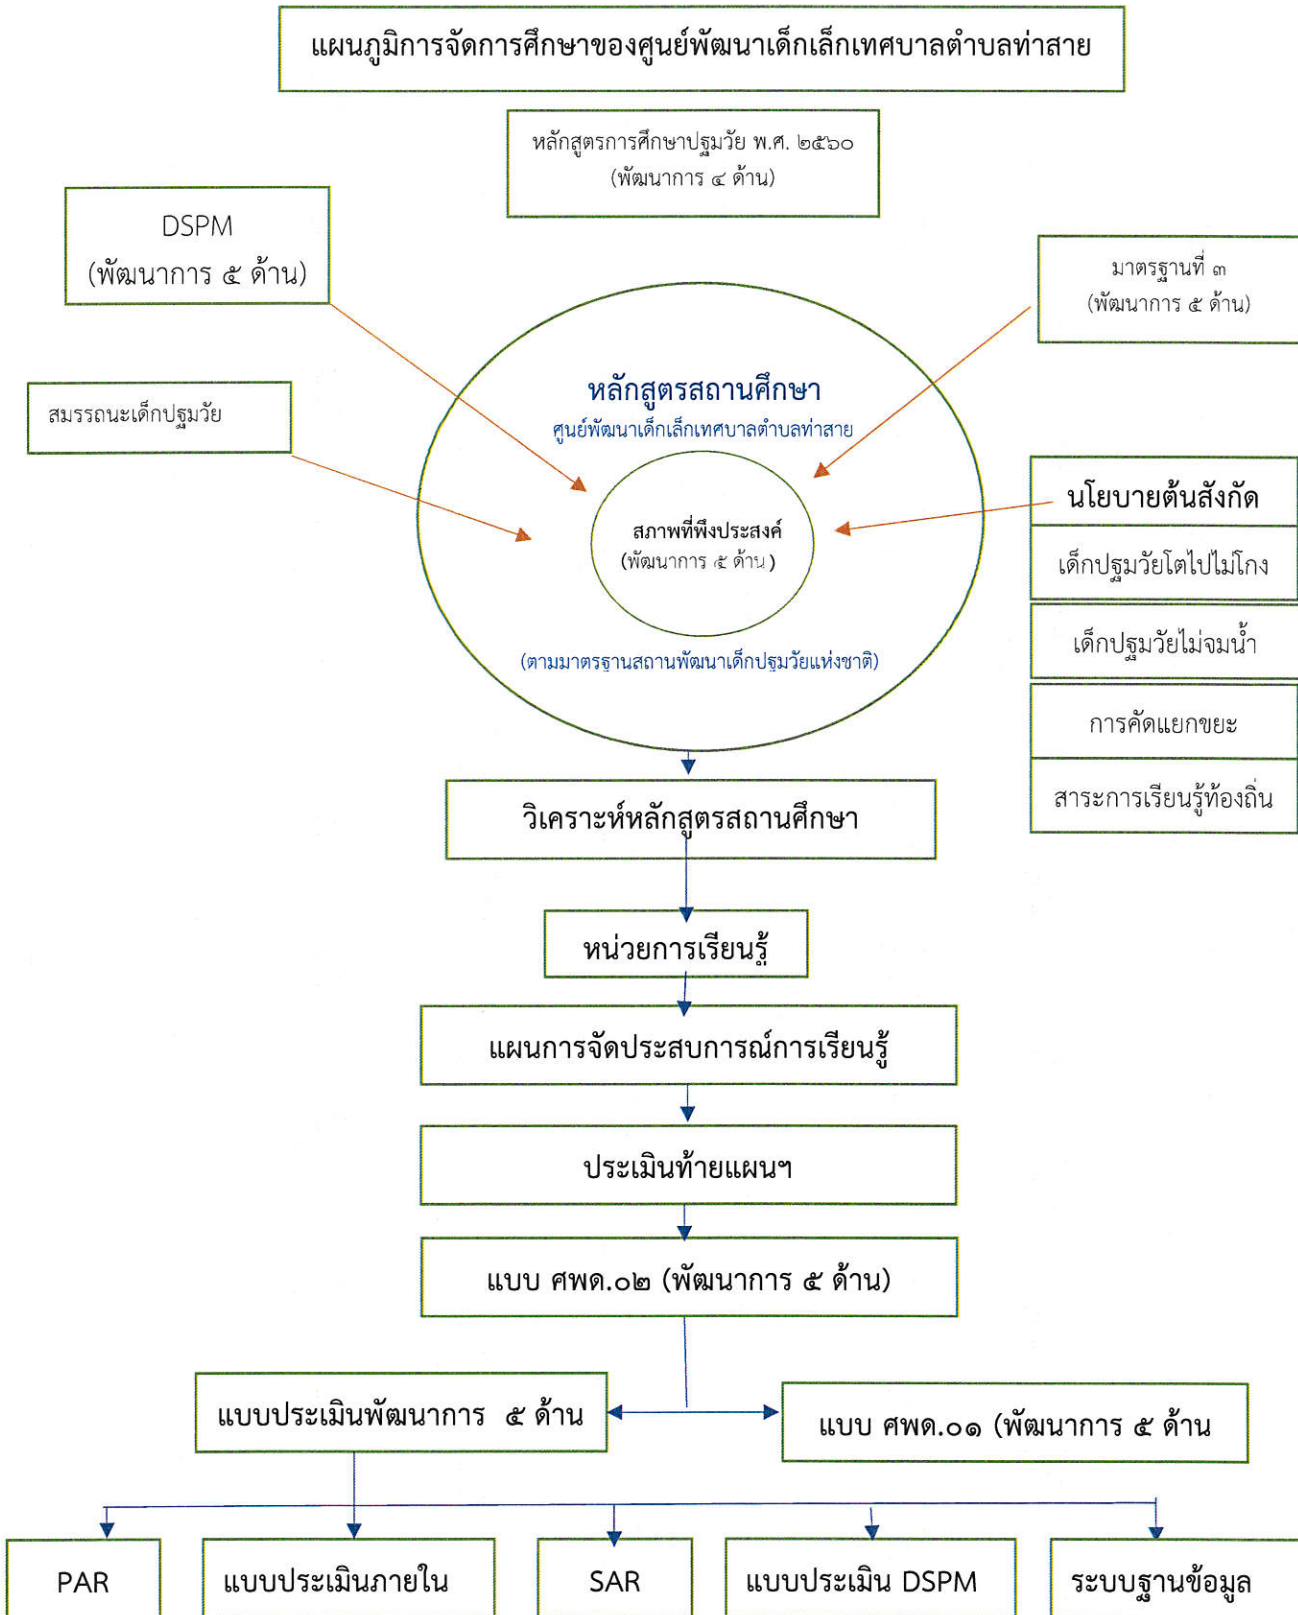 แผนภูมิการจัดการศึกษาของศูนย์พัฒนาเด็กเล็กเทศบาลตำบลท่าสาย
หลักสูตรการศึกษาปฐมวัย พ.ศ. ๒๕๖๐
(พัฒนาการ ๔ ด้าน)
DSPM
(พัฒนาการ ๕ ด้าน)
มาตรฐานที่ ๓
(พัฒนาการ ๕ ด้าน)
สมรรถนะเด็กปฐมวัย
หลักสูตรสถานศึกษา
ศูนย์พัฒนาเด็กเล็กเทศบาลตำบลท่าสาย
สภาพที่พึงประสงค์
(พัฒนาการ ๕ ด้าน)
(ตามมาตรฐานสถานพัฒนาเด็กปฐมวัยแห่งชาติ)
นโยบายต้นสังกัด
เด็กปฐมวัยโตไปไม่โกง
เด็กปฐมวัยไม่จมน้ำ
การคัดแยกขยะ
สาระการเรียนรู้ท้องถิ่น
วิเคราะห์หลักสูตรสถานศึกษา
หน่วยการเรียนรู้
แผนการจัดประสบการณ์การเรียนรู้
ประเมินท้ายแผนฯ
แบบ ศพด.๐๒ (พัฒนาการ ๕ ด้าน)
แบบประเมินพัฒนาการ ๕ ด้าน
แบบ ศพด.๐๑ (พัฒนาการ ๕ ด้าน
PAR
แบบประเมินภายใน
SAR
แบบประเมิน DSPM
ระบบฐานข้อมูล